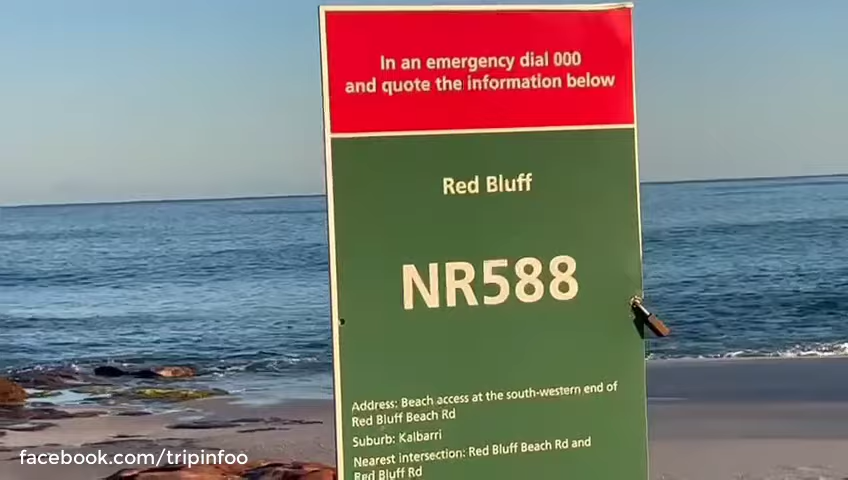 In an emergency dial 000
and quote the information below
Red Bluff
NR588
Address: Beach access at the south-western end of
Red Bluff Beach Rd
Suburb: Kalbarri
Nearest intersection: Red Bluff Beach Rd and
Red Bluff Rd
facebook.com/tripinfoo